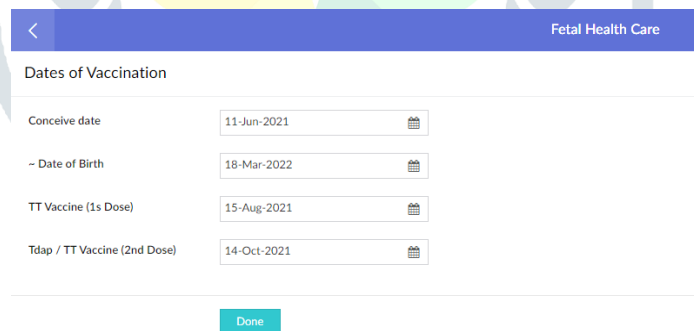 Fetal Health Care
Dates of Vaccination
Conceive date 11-Jun-2021
~ Date of Birth 18-Mar-2022
TT Vaccine (1s Dose) 15-Aug-2021
Tdap / TT Vaccine (2nd Dose) 14-Oct-2021
Done